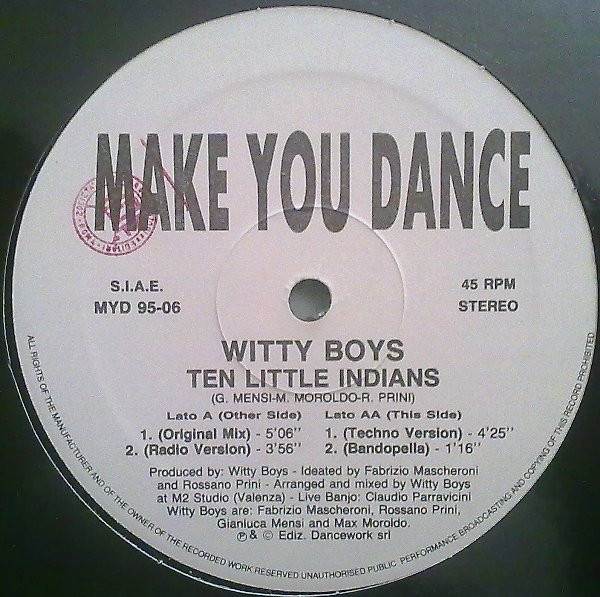 MAKE YOU DANCE
S.I.A.E.
MYD 95-06
45 RPM
STEREO
WITTY BOYS
TEN LITTLE INDIANS
(G. MENSI-M. MOROLDO-R. PRINI)
Lato A (Other Side)
1. (Original Mix) - 5'06"
2. (Radio Version) - 3'56"
Lato AA (This Side)
1. (Techno Version) - 4'25"
2. (Bandopella) - 1'16"
Produced by: Witty Boys - Ideated by Fabrizio Mascheroni
and Rossano Prini - Arranged and mixed by Witty Boys
at M2 Studio (Valenza) - Live Banjo: Claudio Parravicini
Witty Boys are: Fabrizio Mascheroni, Rossano Prini,
Gianluca Mensi and Max Moroldo.
℗ & © Ediz. Dancework srl
ALL RIGHTS OF THE MANUFACTURER AND OF THE OWNER OF THE RECORDED WORK RESERVED UNAUTHORISED PUBLIC PERFORMANCE BROADCASTING AND COPYING OF THIS RECORD PROHIBITED